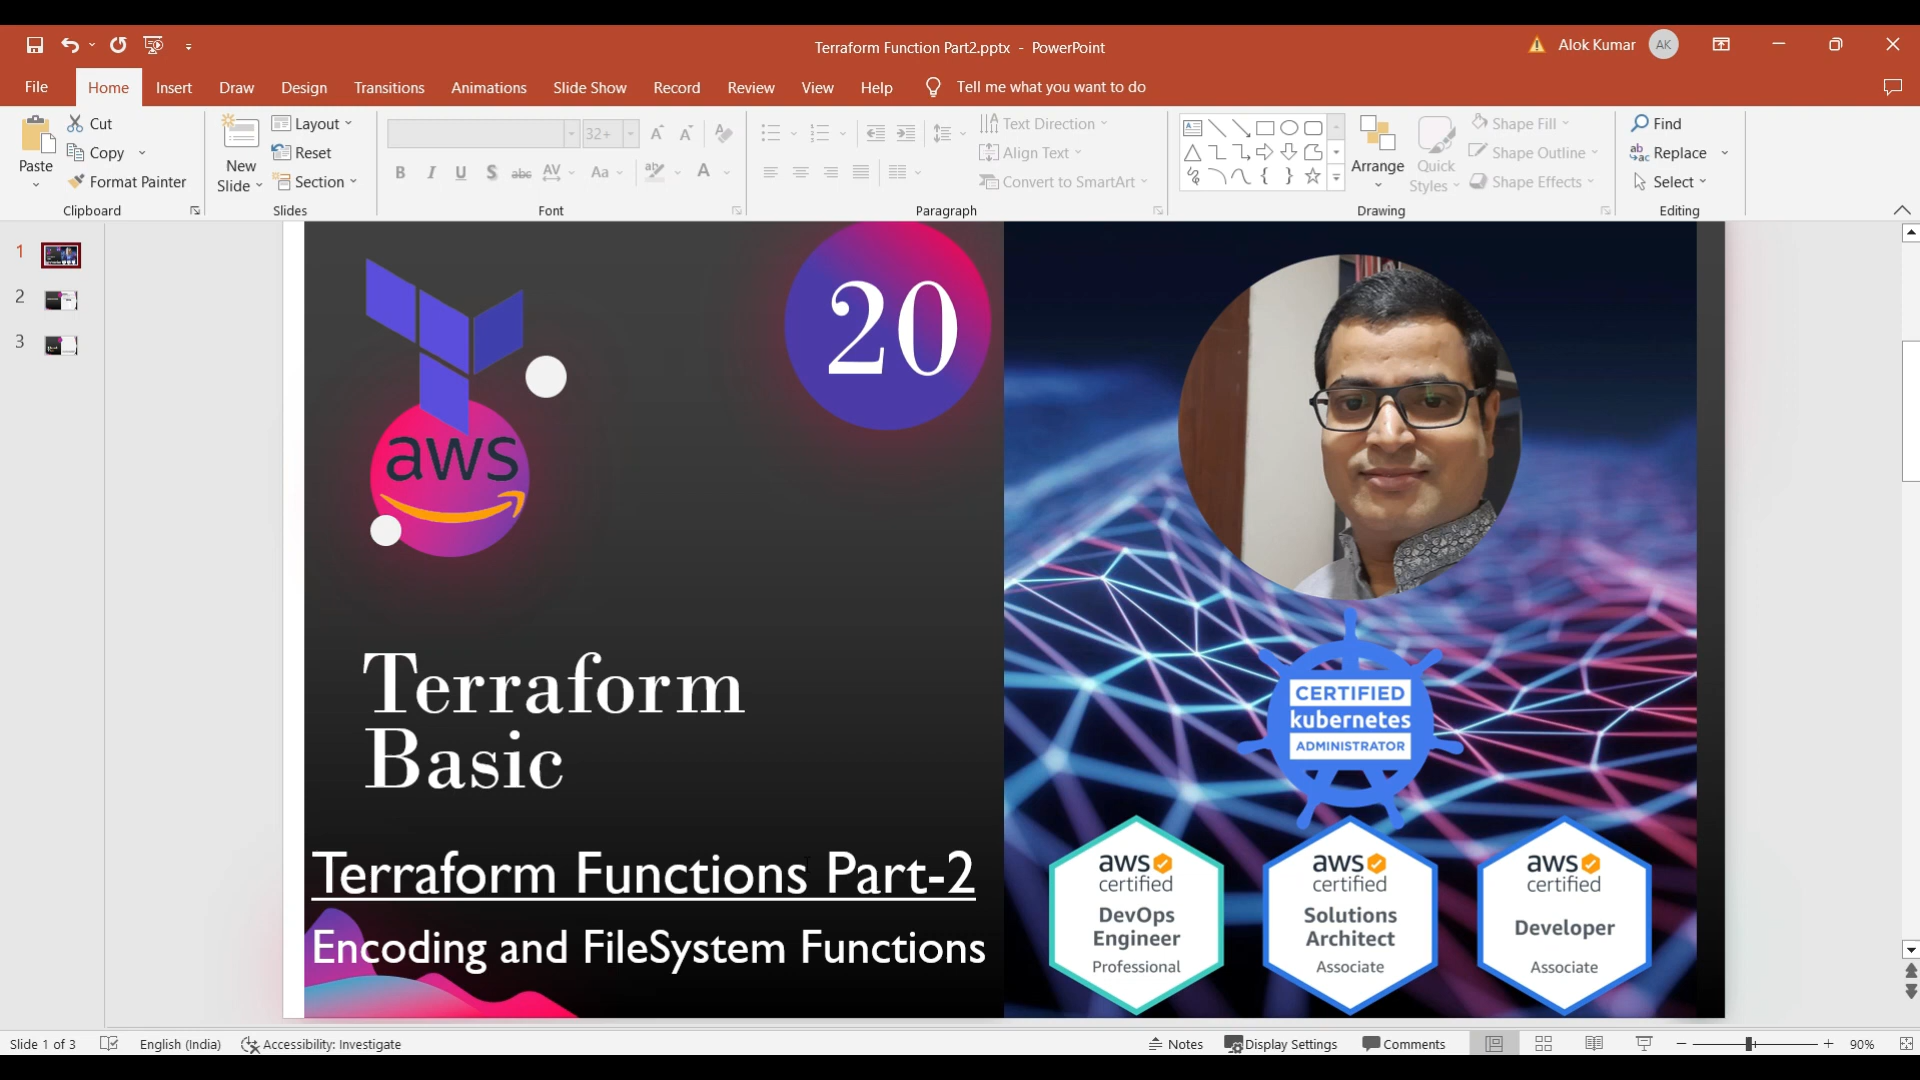 Terraform Function Part2.pptx - PowerPoint
Alok Kumar
AK
File
Home
Insert
Draw
Design
Transitions
Animations
Slide Show
Record
Review
View
Help
Tell me what you want to do
Paste
Cut
Copy
Format Painter
Clipboard
New
Slide
Layout
Reset
Section
Slides
32+
B
I
U
S
abc
AV
Aa
A
Font
Text Direction
Align Text
Convert to SmartArt
Paragraph
Arrange
Quick
Styles
Shape Fill
Shape Outline
Shape Effects
Drawing
Find
Replace
Select
Editing
1
2
3
20
aws
Terraform
Basic
Terraform Functions Part-2
Encoding and FileSystem Functions
CERTIFIED
kubernetes
ADMINISTRATOR
aws
certified
DevOps
Engineer
Professional
aws
certified
Solutions
Architect
Associate
aws
certified
Developer
Associate
Slide 1 of 3
English (India)
Accessibility: Investigate
Notes
Display Settings
Comments
90%